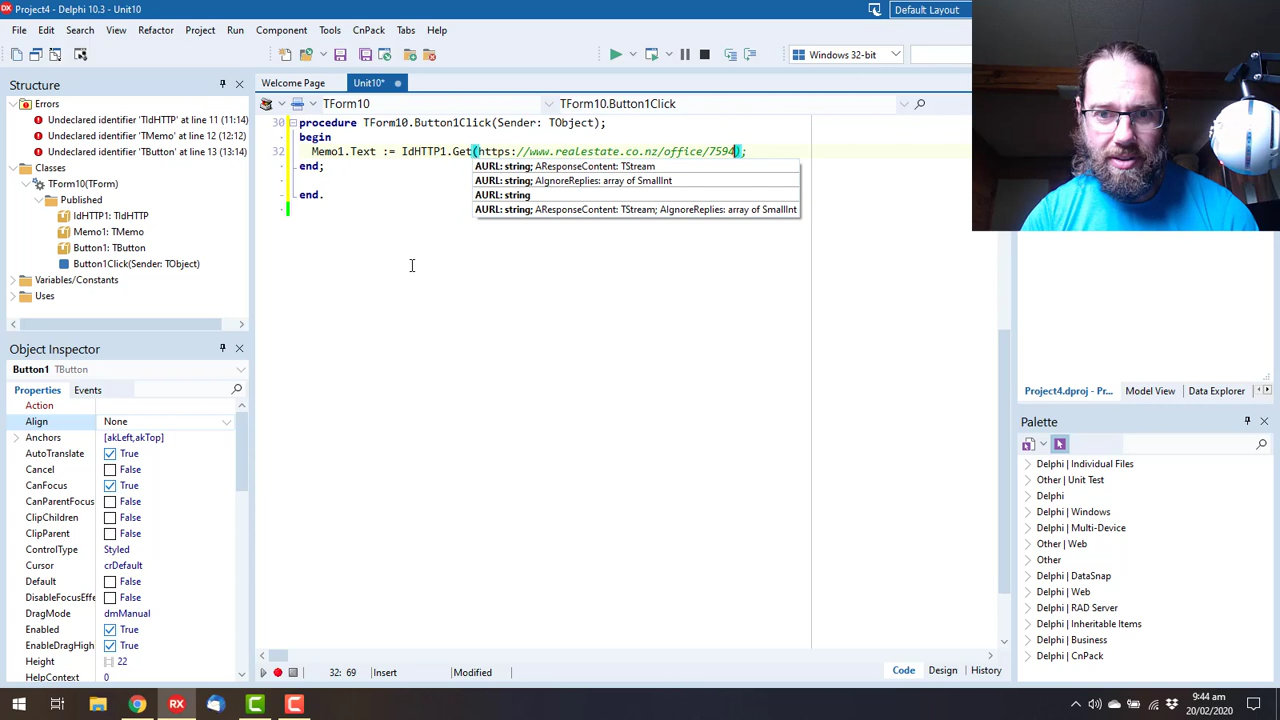 Project4 - Delphi 10.3 - Unit10
Default Layout
File Edit Search View Refactor Project Run Component Tools CnPack Tabs Help
Windows 32-bit
Structure
Welcome Page Unit10*
TForm10 TForm10.Button1Click
Errors
Undeclared identifier 'TIdHTTP' at line 11 (11:14)
Undeclared identifier 'TMemo' at line 12 (12:12)
Undeclared identifier 'TButton' at line 13 (13:14)
Classes
TForm10(TForm)
Published
IdHTTP1: TIdHTTP
Memo1: TMemo
Button1: TButton
Button1Click(Sender: TObject)
Variables/Constants
Uses
30 procedure TForm10.Button1Click(Sender: TObject);
begin
32 Memo1.Text := IdHTTP1.Get(https://www.realestate.co.nz/office/7594);
end;
end.
AURL: string; AResponseContent: TStream
AURL: string; AIgnoreReplies: array of SmallInt
AURL: string
AURL: string; AResponseContent: TStream; AIgnoreReplies: array of SmallInt
Object Inspector
Button1 TButton
Properties Events
Action
Align None
Anchors [akLeft,akTop]
AutoTranslate True
Cancel False
CanFocus True
CanParentFocus False
ClipChildren False
ClipParent False
ControlType Styled
Cursor crDefault
Default False
DisableFocusEffe False
DragMode dmManual
Enabled True
EnableDragHigh True
Height 22
HelpContext 0
32: 69 Insert Modified
Code Design History
Project4.dproj - Pr... Model View Data Explorer
Palette
Delphi | Individual Files
Other | Unit Test
Delphi
Delphi | Windows
Delphi | Multi-Device
Other | Web
Other
Delphi | DataSnap
Delphi | Web
Delphi | RAD Server
Delphi | Inheritable Items
Delphi | Business
Delphi | CnPack
9:44 am
20/02/2020